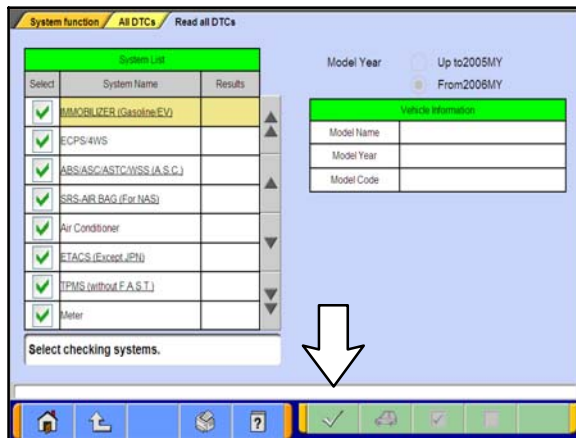 System function All DTCs Read all DTCs
System List
Select System Name Results
IMMOBILIZER (Gasoline/EV)
ECPS/4WS
ABS/ASC/ASTC/WSS (A.S.C.)
SRS-AIR BAG (For NAS)
Air Conditioner
ETACS (Except JPN)
TPMS (without F.A.S.T.)
Meter
Select checking systems.
Model Year Up to2005MY
From2006MY
Vehicle Information
Model Name
Model Year
Model Code
?